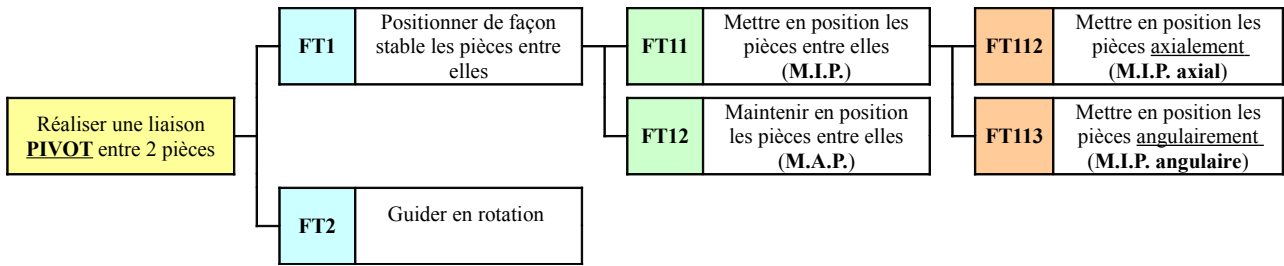 Réaliser une liaison
PIVOT entre 2 pièces
FT1
Positionner de façon
stable les pièces entre
elles
FT2
Guider en rotation
FT11
Mettre en position les
pièces entre elles
(M.I.P.)
FT12
Maintenir en position
les pièces entre elles
(M.A.P.)
FT112
Mettre en position les
pièces axialement
(M.I.P. axial)
FT113
Mettre en position les
pièces angulairement
(M.I.P. angulaire)